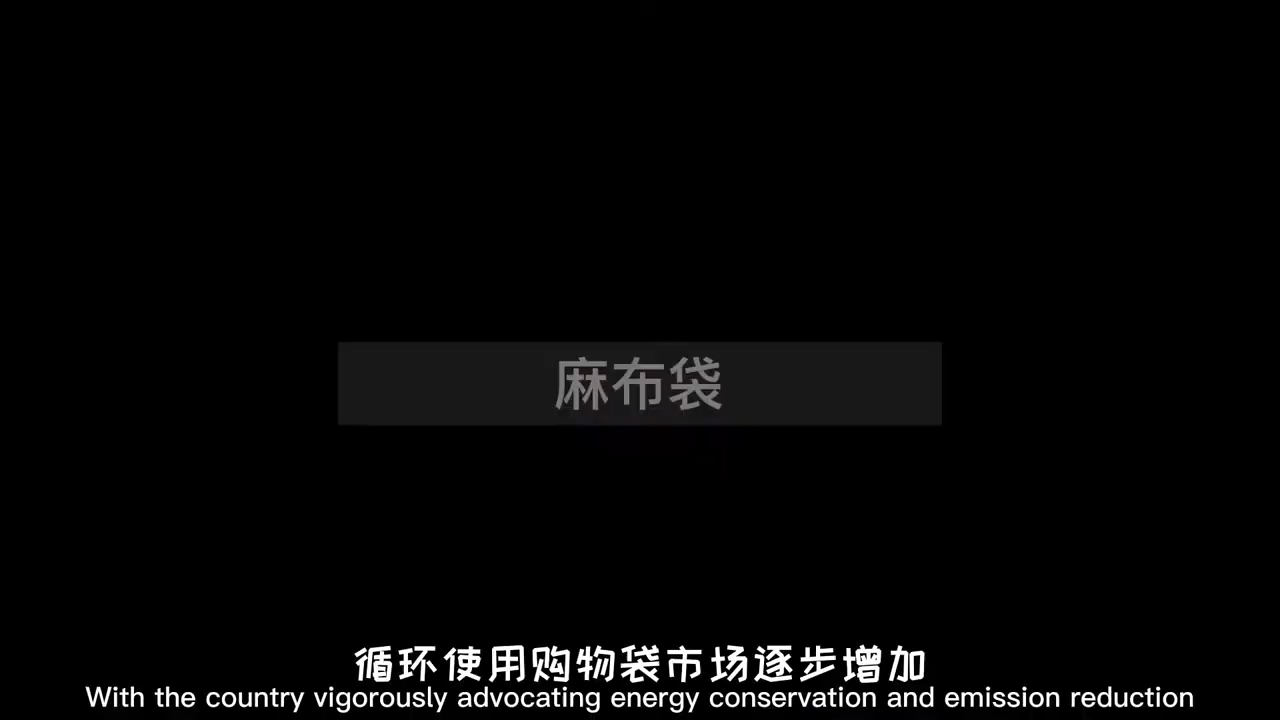 麻布袋
循环使用购物袋市场逐步增加
With the country vigorously advocating energy conservation and emission reduction